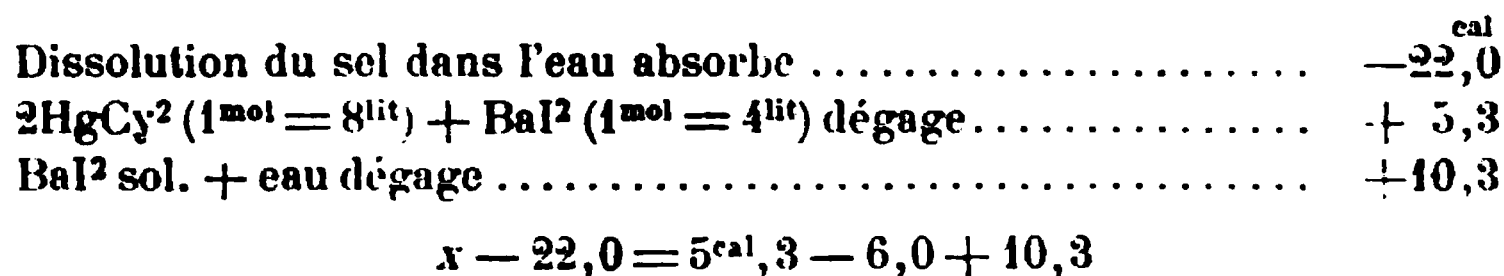 cal
Dissolution du sel dans l'eau absorbe ........................ —22,0
2HgCy² (1ᵐᵒˡ = 8ˡⁱᵗ) + BaI² (1ᵐᵒˡ = 4ˡⁱᵗ) dégage................ + 5,3
BaI² sol. + eau dégage ................................... +10,3
x — 22,0 = 5ᶜᵃˡ,3 — 6,0 + 10,3